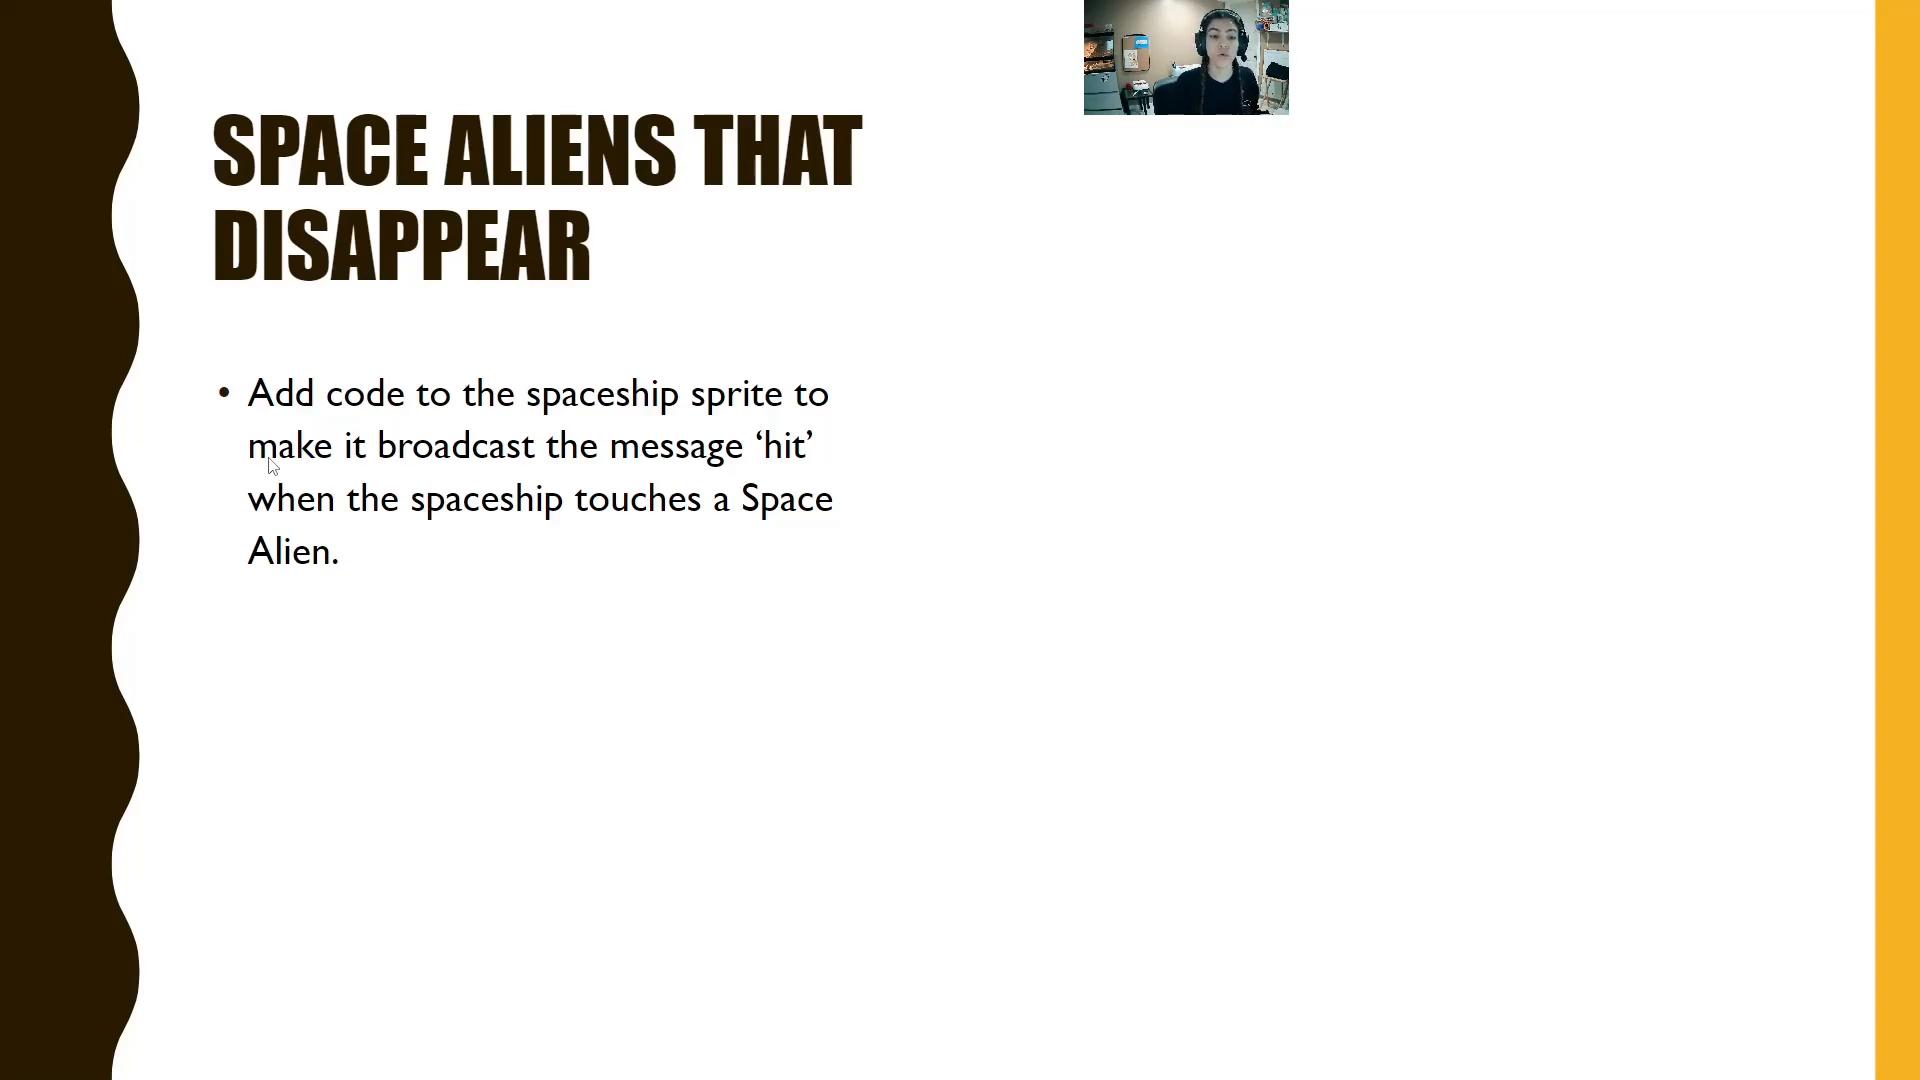 SPACE ALIENS THAT
DISAPPEAR
• Add code to the spaceship sprite to
make it broadcast the message ‘hit’
when the spaceship touches a Space
Alien.